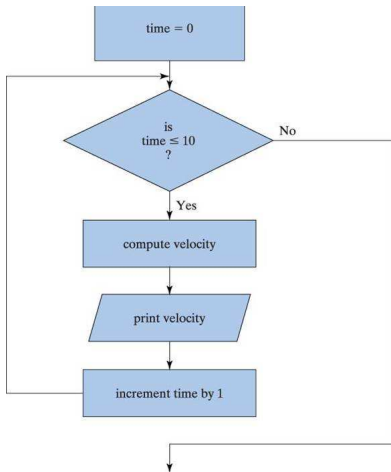 time = 0
is
time ≤ 10
?
No
Yes
compute velocity
print velocity
increment time by 1